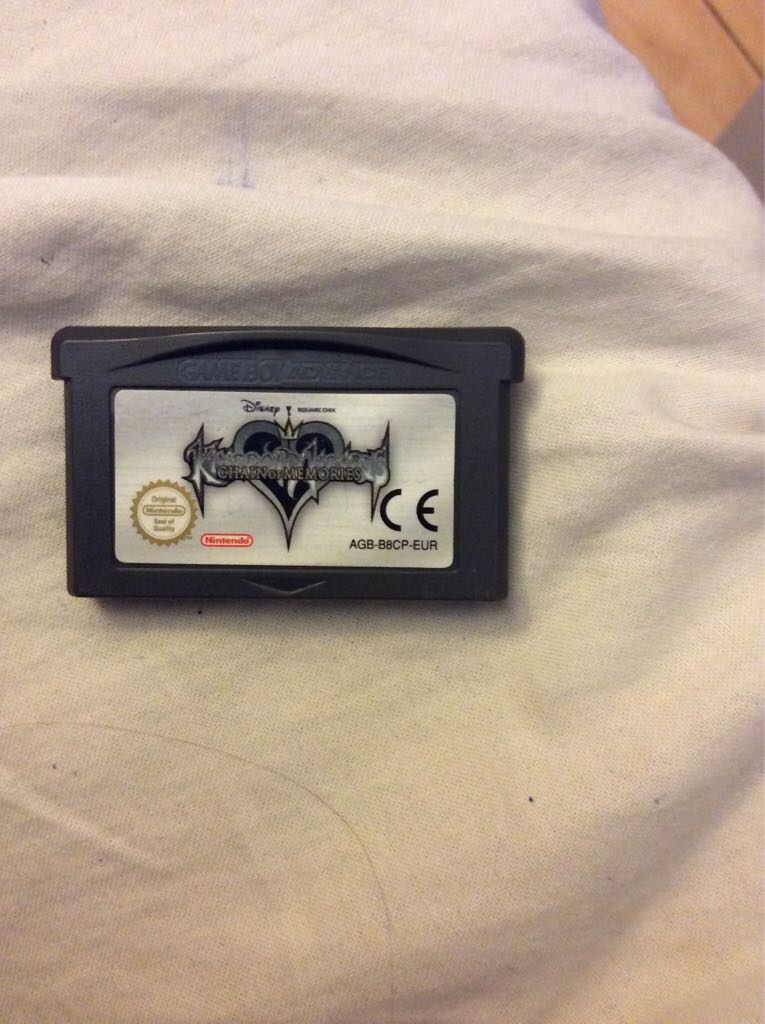 GAME BOY ADVANCE
Disney SQUARE ENIX
KINGDOM HEARTS
CHAIN OF MEMORIES
Original
Nintendo
Seal of
Quality
Nintendo
CE
AGB-B8CP-EUR